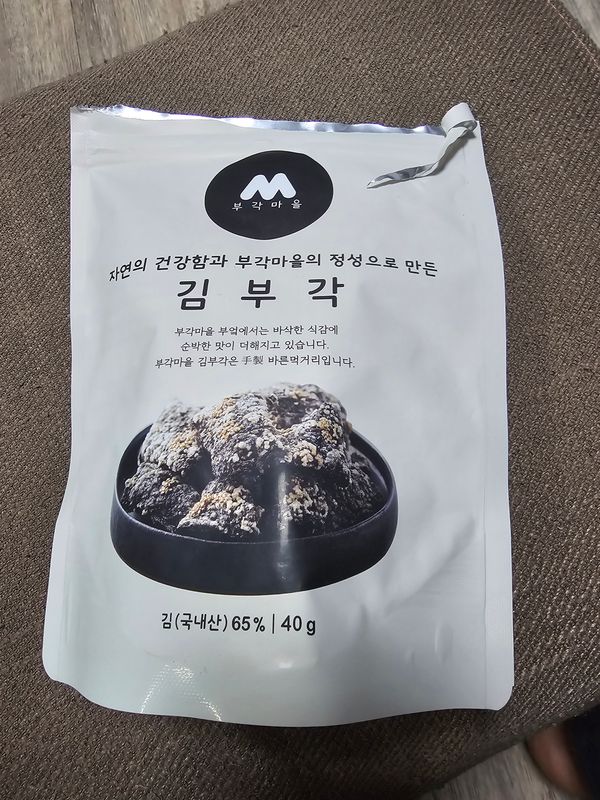 M
부각마을
자연의 건강함과 부각마을의 정성으로 만든
김부각
부각마을 부엌에서는 바삭한 식감에
순박한 맛이 더해지고 있습니다.
부각마을 김부각은 手製 바른먹거리입니다.
김(국내산) 65% | 40 g